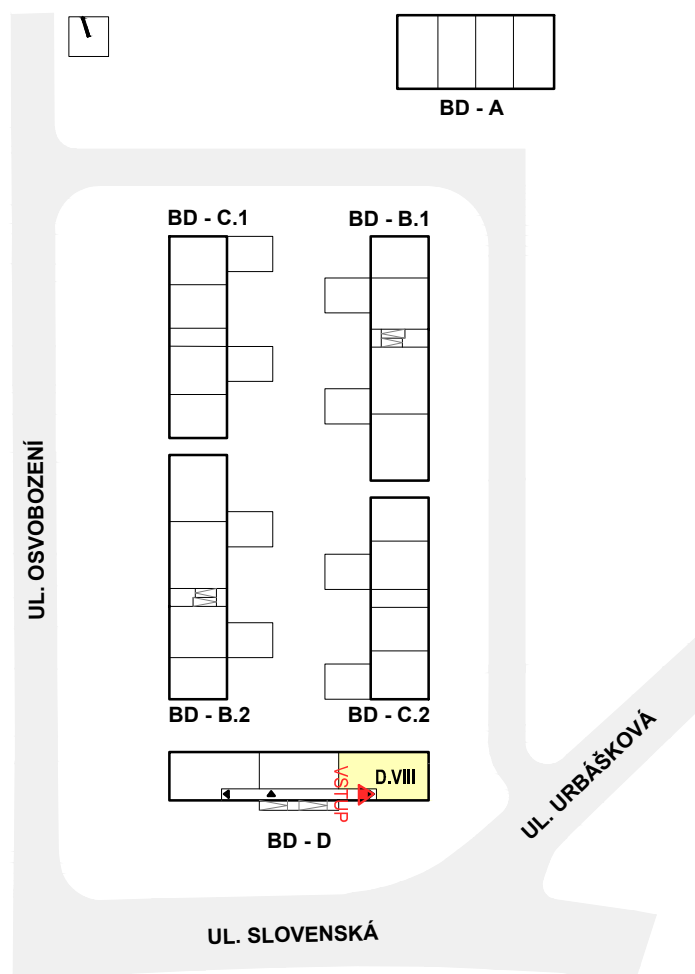 BD - A
BD - C.1
BD - B.1
UL. OSVOBOZENÍ
BD - B.2
BD - C.2
UL. URBÁŠKOVÁ
VSTUP
D.VIII
BD - D
UL. SLOVENSKÁ